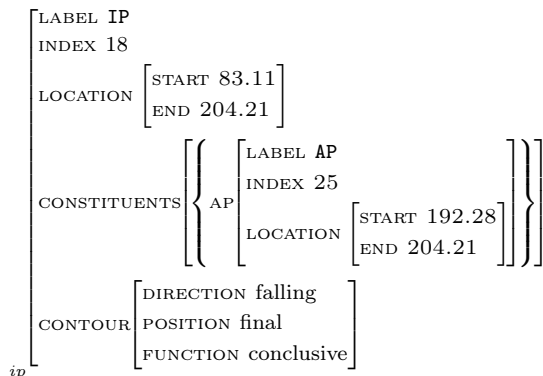 LABEL IP
INDEX 18
LOCATION [START 83.11
END 204.21]
CONSTITUENTS [{AP [LABEL AP
INDEX 25
LOCATION [START 192.28
END 204.21]]}]
CONTOUR [DIRECTION falling
POSITION final
FUNCTION conclusive]
ip